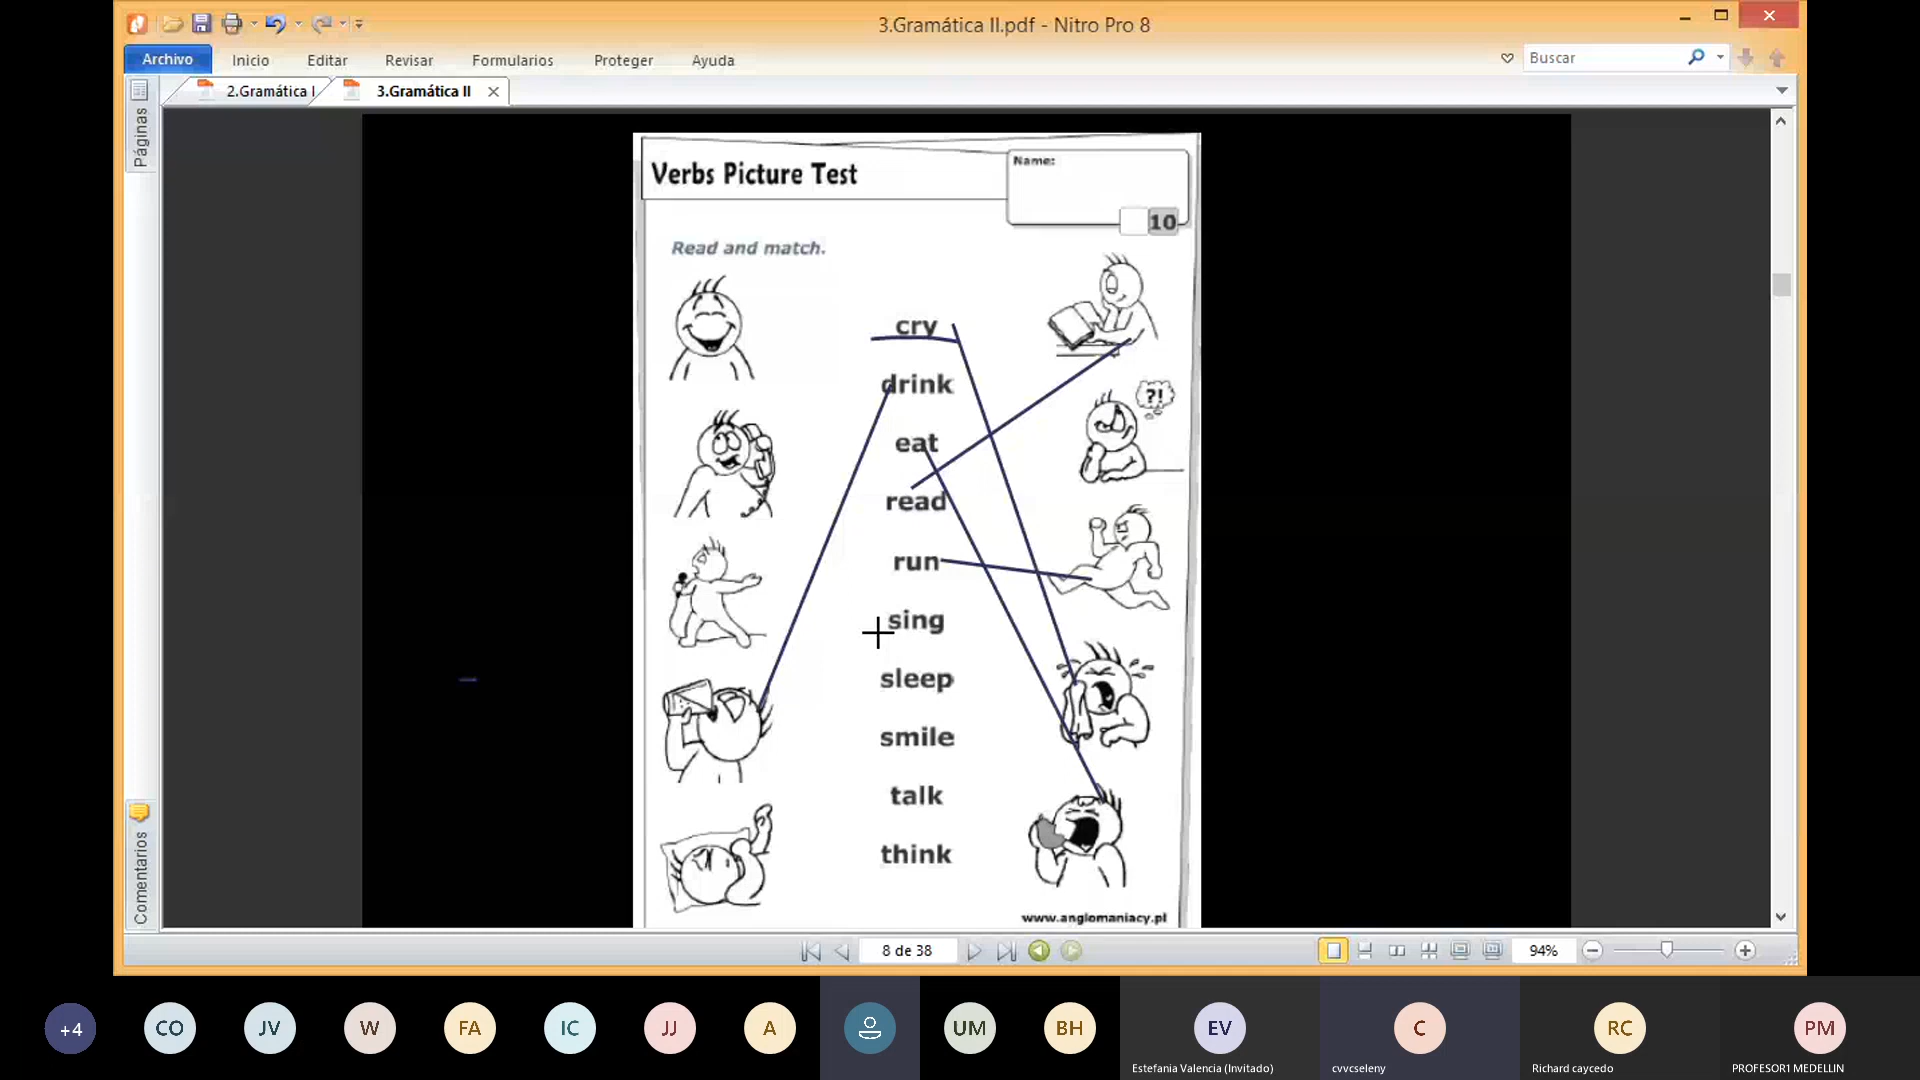 3.Gramática II.pdf - Nitro Pro 8
Archivo Inicio Editar Revisar Consultar Formularios Proteger Ayuda
Buscar
2.Gramática I
3.Gramática II
Páginas
Verbs Picture Test
Name:
10
Read and match.
?!
cry
drink
eat
read
run
sing
sleep
smile
talk
think
www.anglomaniacy.pl
Comentarios
8 de 38
94%
+4
CO
JV
W
FA
IC
JJ
A
UM
BH
EV
C
RC
PM
Estefania Valencia (Invitado)
cvvcseleny
Richard caycedo
PROFESOR1 MEDELLIN